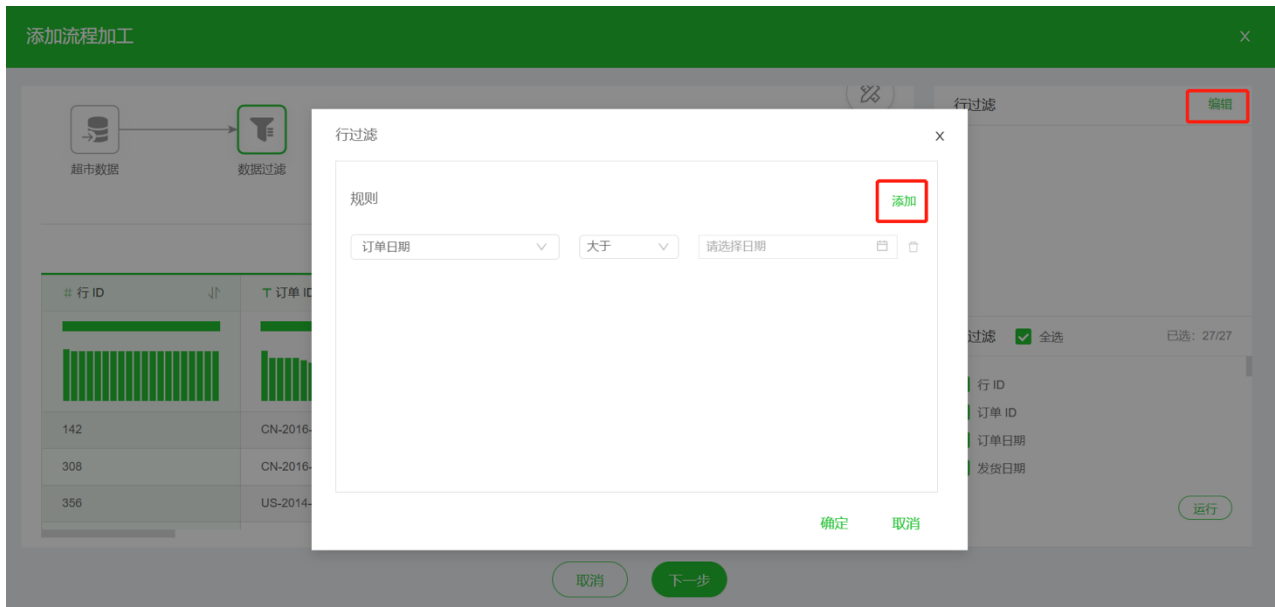 添加流程加工
X
超市数据
数据过滤
行过滤
编辑
行过滤
x
规则
添加
订单日期
大于
请选择日期
# 行 ID
T 订单 ID
142
CN-2016-
308
CN-2016-
356
US-2014-
过滤
全选
已选: 27/27
行 ID
订单 ID
订单日期
发货日期
运行
确定
取消
取消
下一步